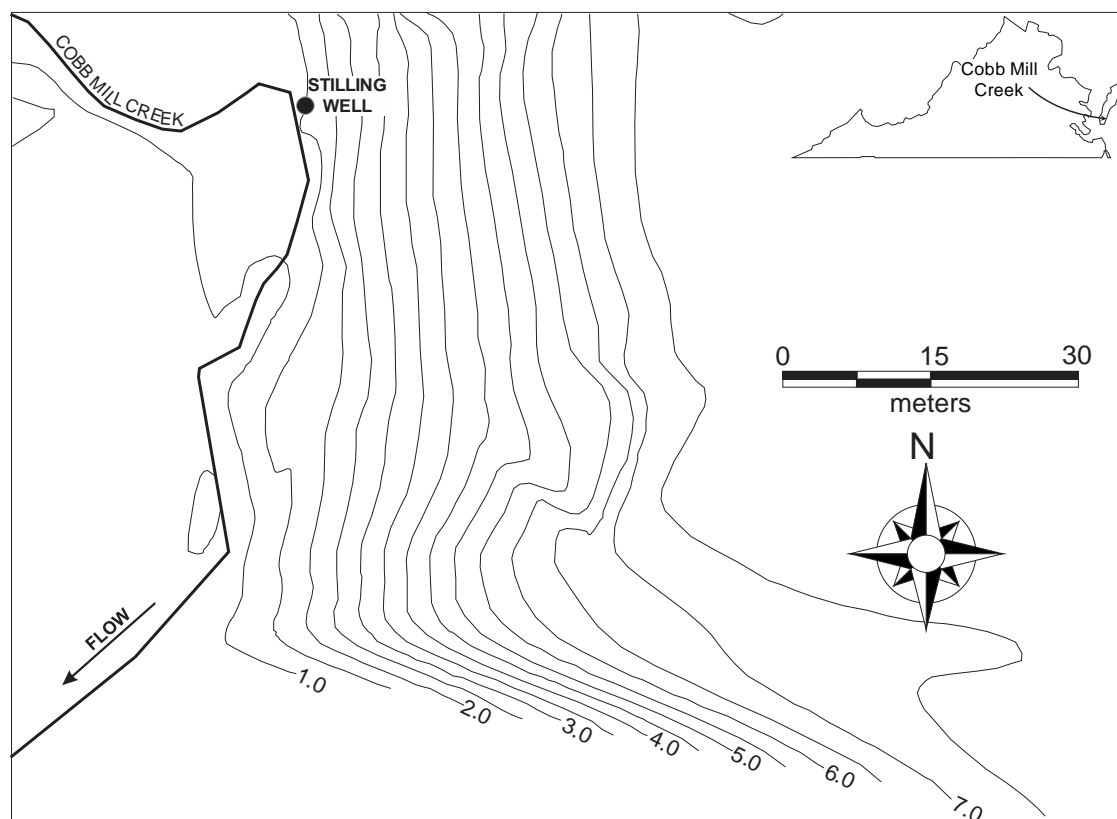 COBB MILL CREEK
STILLING
WELL
Cobb Mill
Creek
0 15 30
meters
N
FLOW
1.0
2.0
3.0
4.0
5.0
6.0
7.0